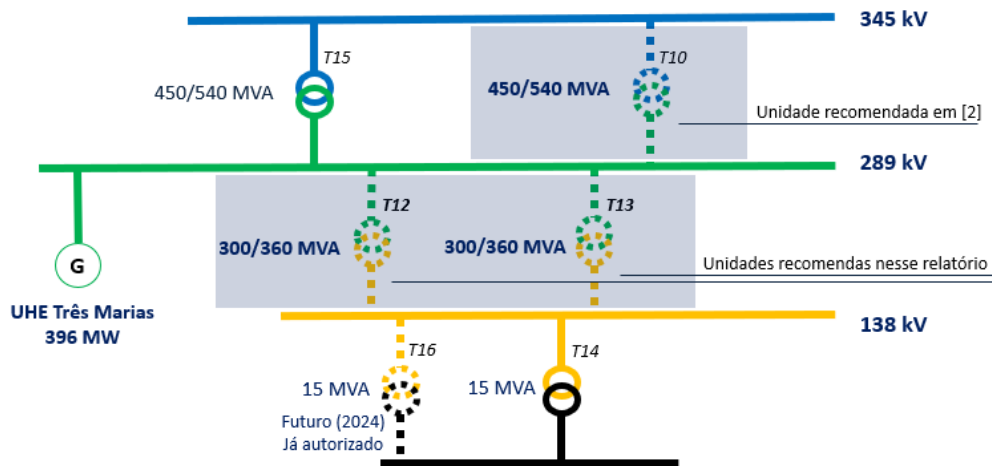 345 kV
T15
T10
450/540 MVA
450/540 MVA
Unidade recomendada em [2]
289 kV
T12
T13
300/360 MVA
300/360 MVA
Unidades recomendas nesse relatório
G
UHE Três Marias
396 MW
138 kV
T16
T14
15 MVA
15 MVA
Futuro (2024)
Já autorizado